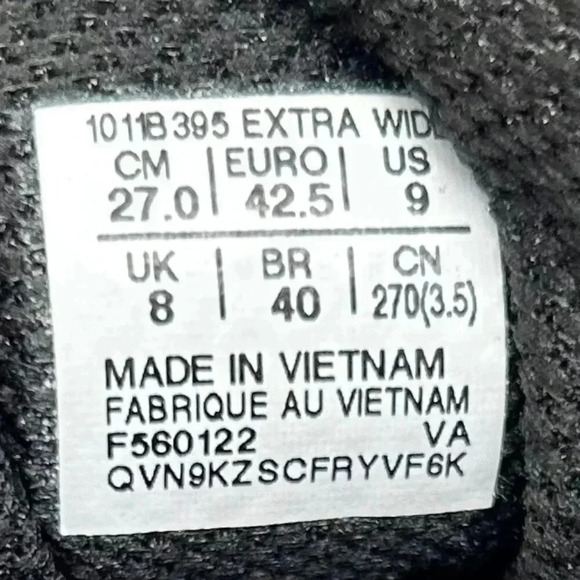 1011B395 EXTRA WIDE
CM | EURO | US
27.0 | 42.5 | 9
UK | BR | CN
8 | 40 | 270(3.5)
MADE IN VIETNAM
FABRIQUE AU VIETNAM
F560122 VA
QVN9KZSCFRYVF6K